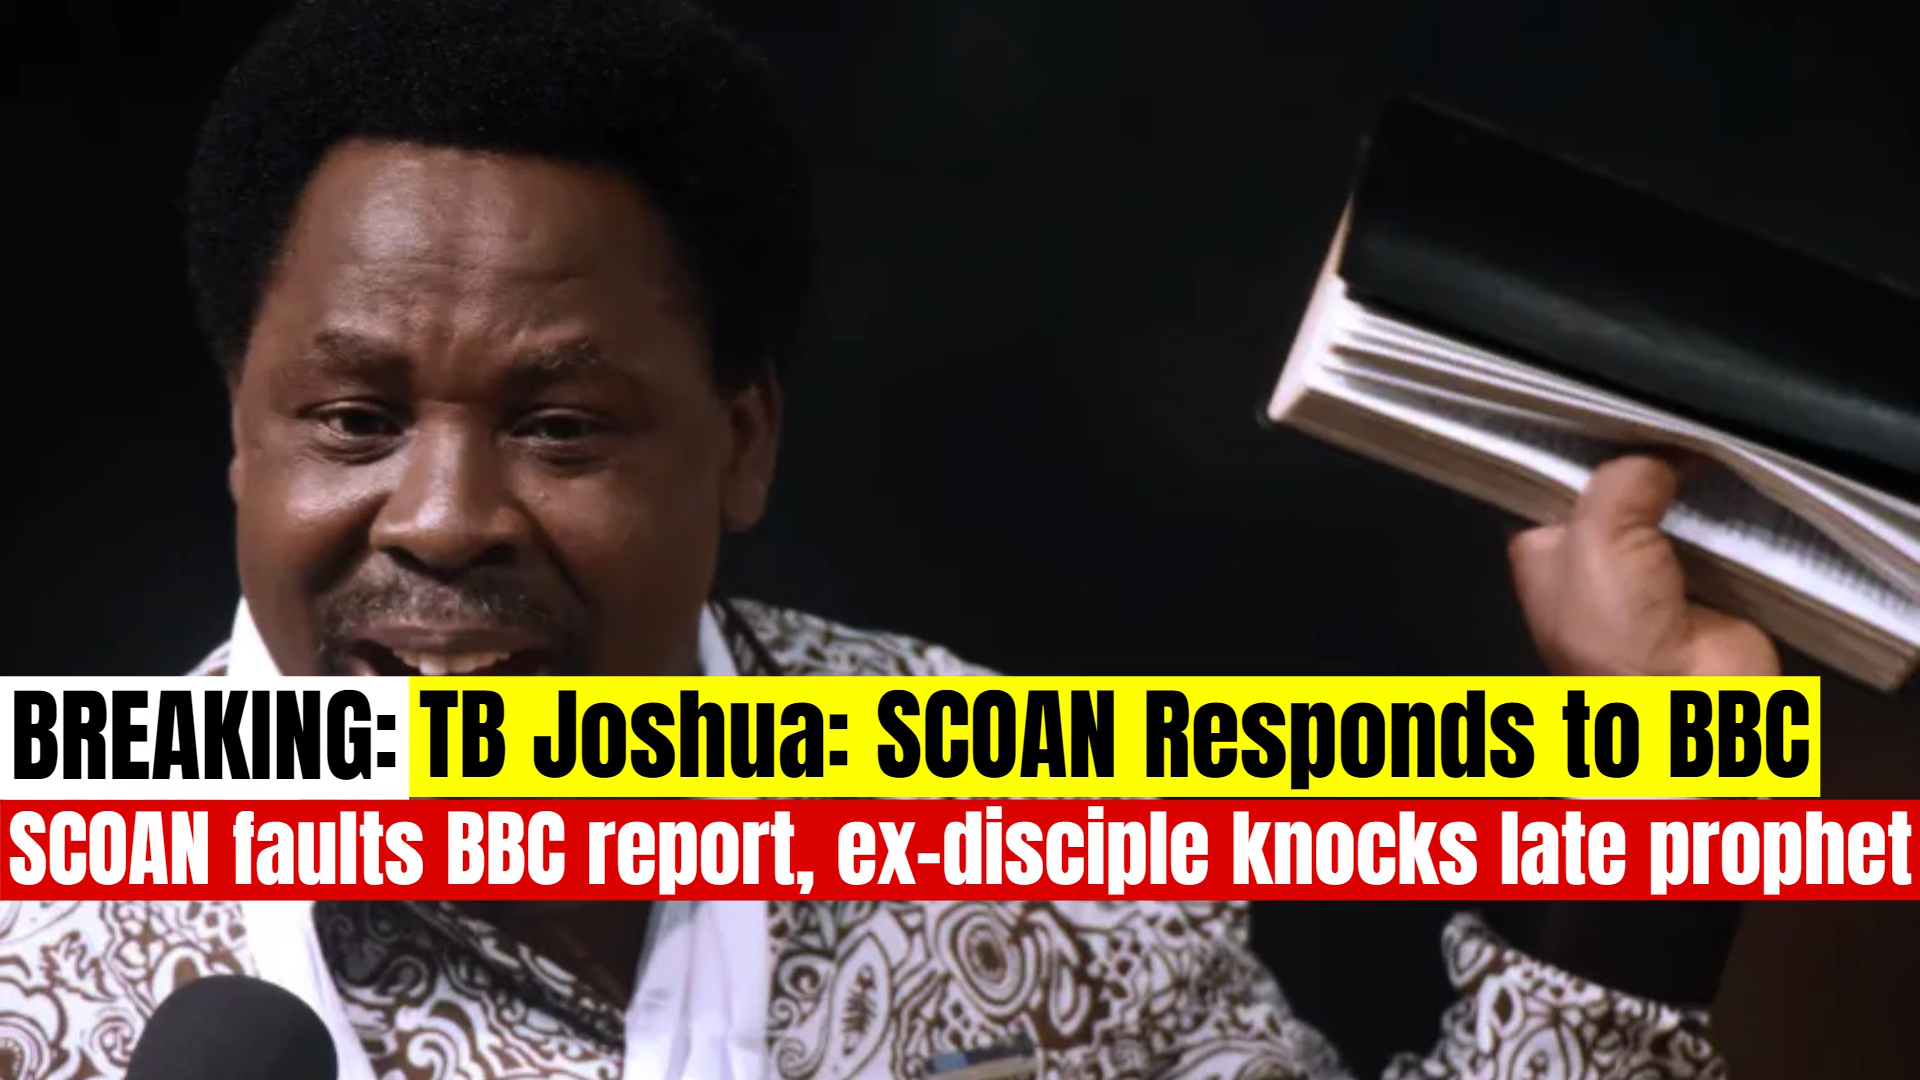 BREAKING: TB Joshua: SCOAN Responds to BBC
SCOAN faults BBC report, ex-disciple knocks late prophet